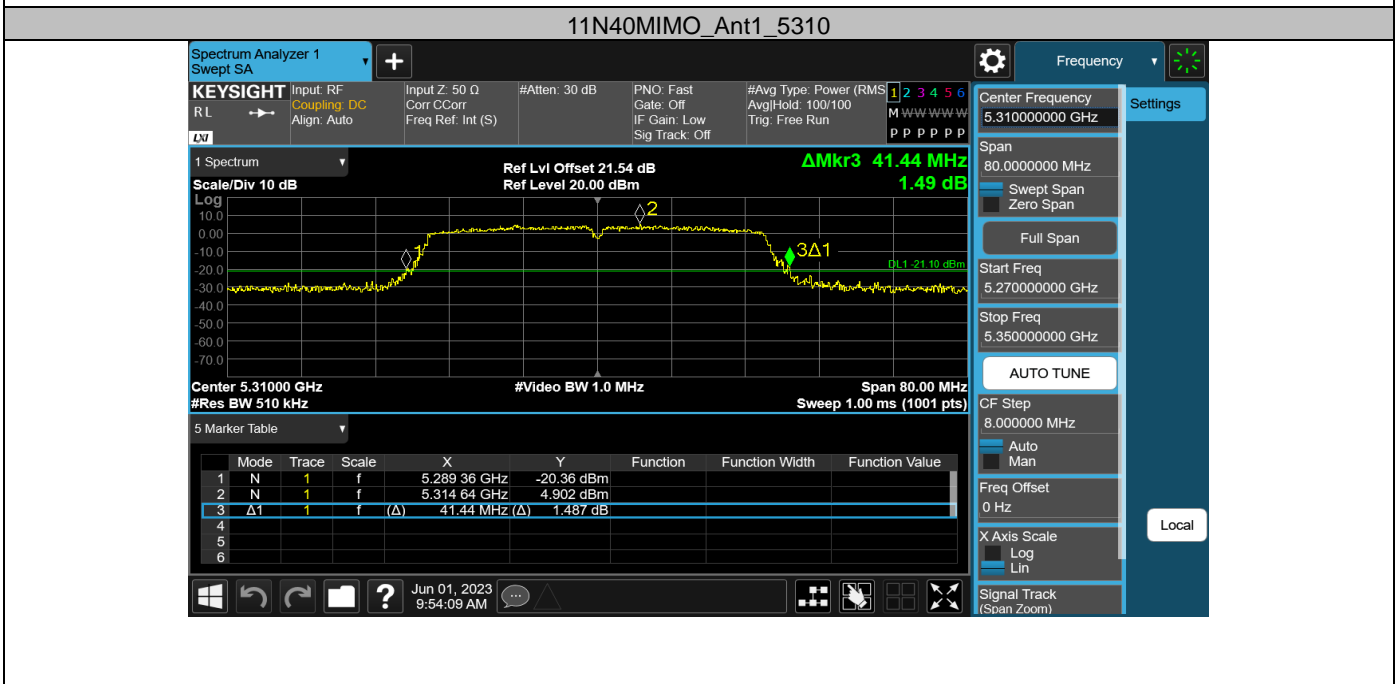 11N40MIMO_Ant1_5310
Spectrum Analyzer 1
Swept SA
Frequency
KEYSIGHT
R L
LXI
Input: RF
Coupling: DC
Align: Auto
Input Z: 50 Ω
Corr CCorr
Freq Ref: Int (S)
#Atten: 30 dB
PNO: Fast
Gate: Off
IF Gain: Low
Sig Track: Off
#Avg Type: Power (RMS
Avg|Hold: 100/100
Trig: Free Run
1 2 3 4 5 6
M W W W W W
P P P P P P
1 Spectrum
Scale/Div 10 dB
Ref Lvl Offset 21.54 dB
Ref Level 20.00 dBm
ΔMkr3 41.44 MHz
1.49 dB
Log
10.0
0.00
-10.0
-20.0
-30.0
-40.0
-50.0
-60.0
-70.0
1
2
3Δ1
DL1 -21.10 dBm
Center 5.31000 GHz
#Video BW 1.0 MHz
Span 80.00 MHz
#Res BW 510 kHz
Sweep 1.00 ms (1001 pts)
5 Marker Table
Mode Trace Scale X Y Function Function Width Function Value
1 N 1 f 5.289 36 GHz -20.36 dBm
2 N 1 f 5.314 64 GHz 4.902 dBm
3 Δ1 1 f (Δ) 41.44 MHz (Δ) 1.487 dB
4
5
6
Jun 01, 2023
9:54:09 AM
Center Frequency
5.310000000 GHz
Settings
Span
80.0000000 MHz
Swept Span
Zero Span
Full Span
Start Freq
5.270000000 GHz
Stop Freq
5.350000000 GHz
AUTO TUNE
CF Step
8.000000 MHz
Auto
Man
Freq Offset
0 Hz
X Axis Scale
Log
Lin
Local
Signal Track
(Span Zoom)